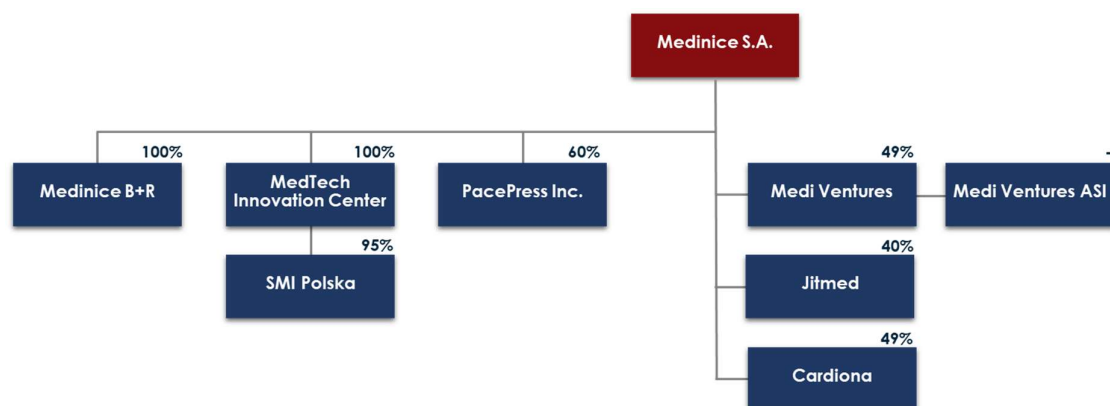 Medinice S.A.
100%
100%
60%
49%
-
Medinice B+R
MedTech
Innovation Center
PacePress Inc.
Medi Ventures
Medi Ventures ASI
95%
40%
SMI Polska
Jitmed
49%
Cardiona